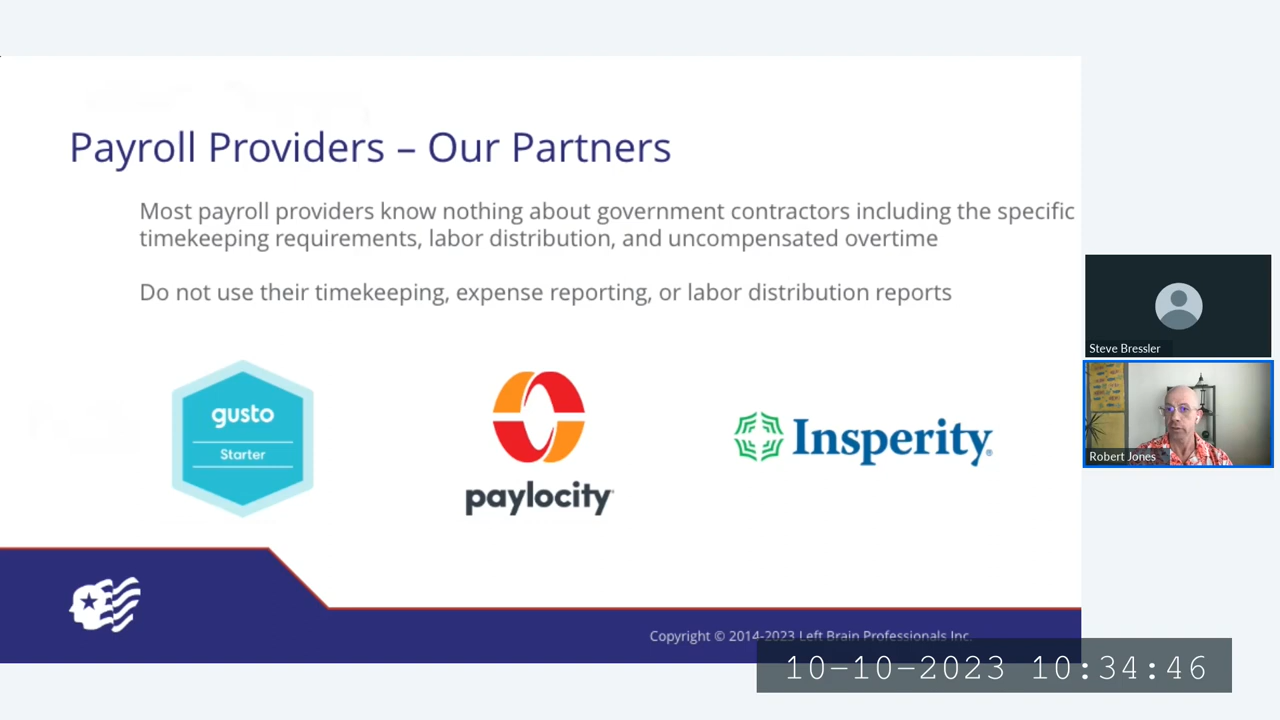 Payroll Providers – Our Partners
Most payroll providers know nothing about government contractors including the specific
timekeeping requirements, labor distribution, and uncompensated overtime
Do not use their timekeeping, expense reporting, or labor distribution reports
gusto
Starter
paylocity
Insperity®
Steve Bressler
Robert Jones
Copyright © 2014-2023 Left Brain Professionals Inc.
10-10-2023 10:34:46